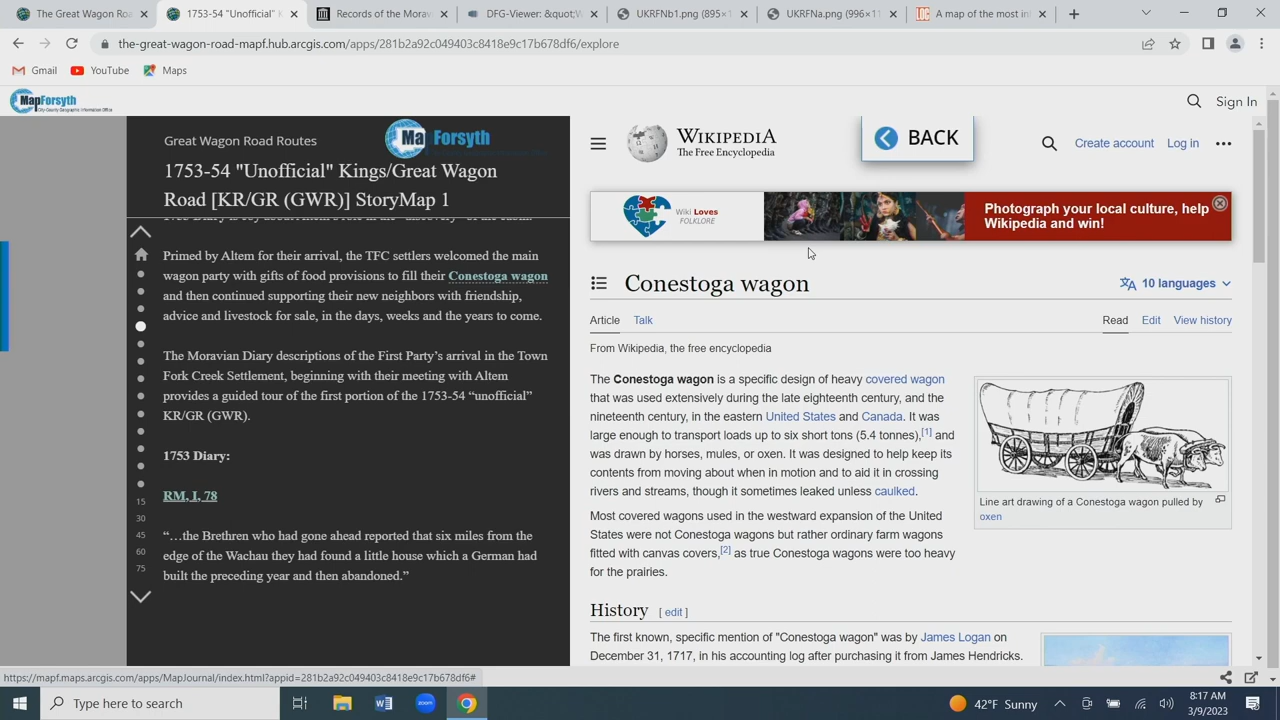 The Great Wagon Roa
1753-54 "Unofficial" K
Records of the Morav
DFG-Viewer: &quot;W
UKRFNb1.png (895×1
UKRFNa.png (996×11
LOC
A map of the most in
the-great-wagon-road-mapf.hub.arcgis.com/apps/281b2a92c049403c8418e9c17b678df6/explore
Gmail
YouTube
Maps
MapForsyth
City-County Geographic Information Office
Sign In
Great Wagon Road Routes
Ma Forsyth
1753-54 "Unofficial" Kings/Great Wagon
Road [KR/GR (GWR)] StoryMap 1
Primed by Altem for their arrival, the TFC settlers welcomed the main
wagon party with gifts of food provisions to fill their Conestoga wagon
and then continued supporting their new neighbors with friendship,
advice and livestock for sale, in the days, weeks and the years to come.
The Moravian Diary descriptions of the First Party's arrival in the Town
Fork Creek Settlement, beginning with their meeting with Altem
provides a guided tour of the first portion of the 1753-54 “unofficial”
KR/GR (GWR).
1753 Diary:
RM, I, 78
“…the Brethren who had gone ahead reported that six miles from the
edge of the Wachau they had found a little house which a German had
built the preceding year and then abandoned.”
15
30
45
60
75
WIKIPEDIA
The Free Encyclopedia
BACK
Create account
Log in
Wiki Loves
FOLKLORE
Photograph your local culture, help
Wikipedia and win!
Conestoga wagon
10 languages
Article
Talk
Read
Edit
View history
From Wikipedia, the free encyclopedia
The Conestoga wagon is a specific design of heavy covered wagon
that was used extensively during the late eighteenth century, and the
nineteenth century, in the eastern United States and Canada. It was
large enough to transport loads up to six short tons (5.4 tonnes),[1] and
was drawn by horses, mules, or oxen. It was designed to help keep its
contents from moving about when in motion and to aid it in crossing
rivers and streams, though it sometimes leaked unless caulked.
Line art drawing of a Conestoga wagon pulled by
oxen
Most covered wagons used in the westward expansion of the United
States were not Conestoga wagons but rather ordinary farm wagons
fitted with canvas covers,[2] as true Conestoga wagons were too heavy
for the prairies.
History [ edit ]
The first known, specific mention of "Conestoga wagon" was by James Logan on
December 31, 1717, in his accounting log after purchasing it from James Hendricks.
https://mapf.maps.arcgis.com/apps/MapJournal/index.html?appid=281b2a92c049403c8418e9c17b678df6#
Type here to search
zoom
42°F Sunny
8:17 AM
3/9/2023